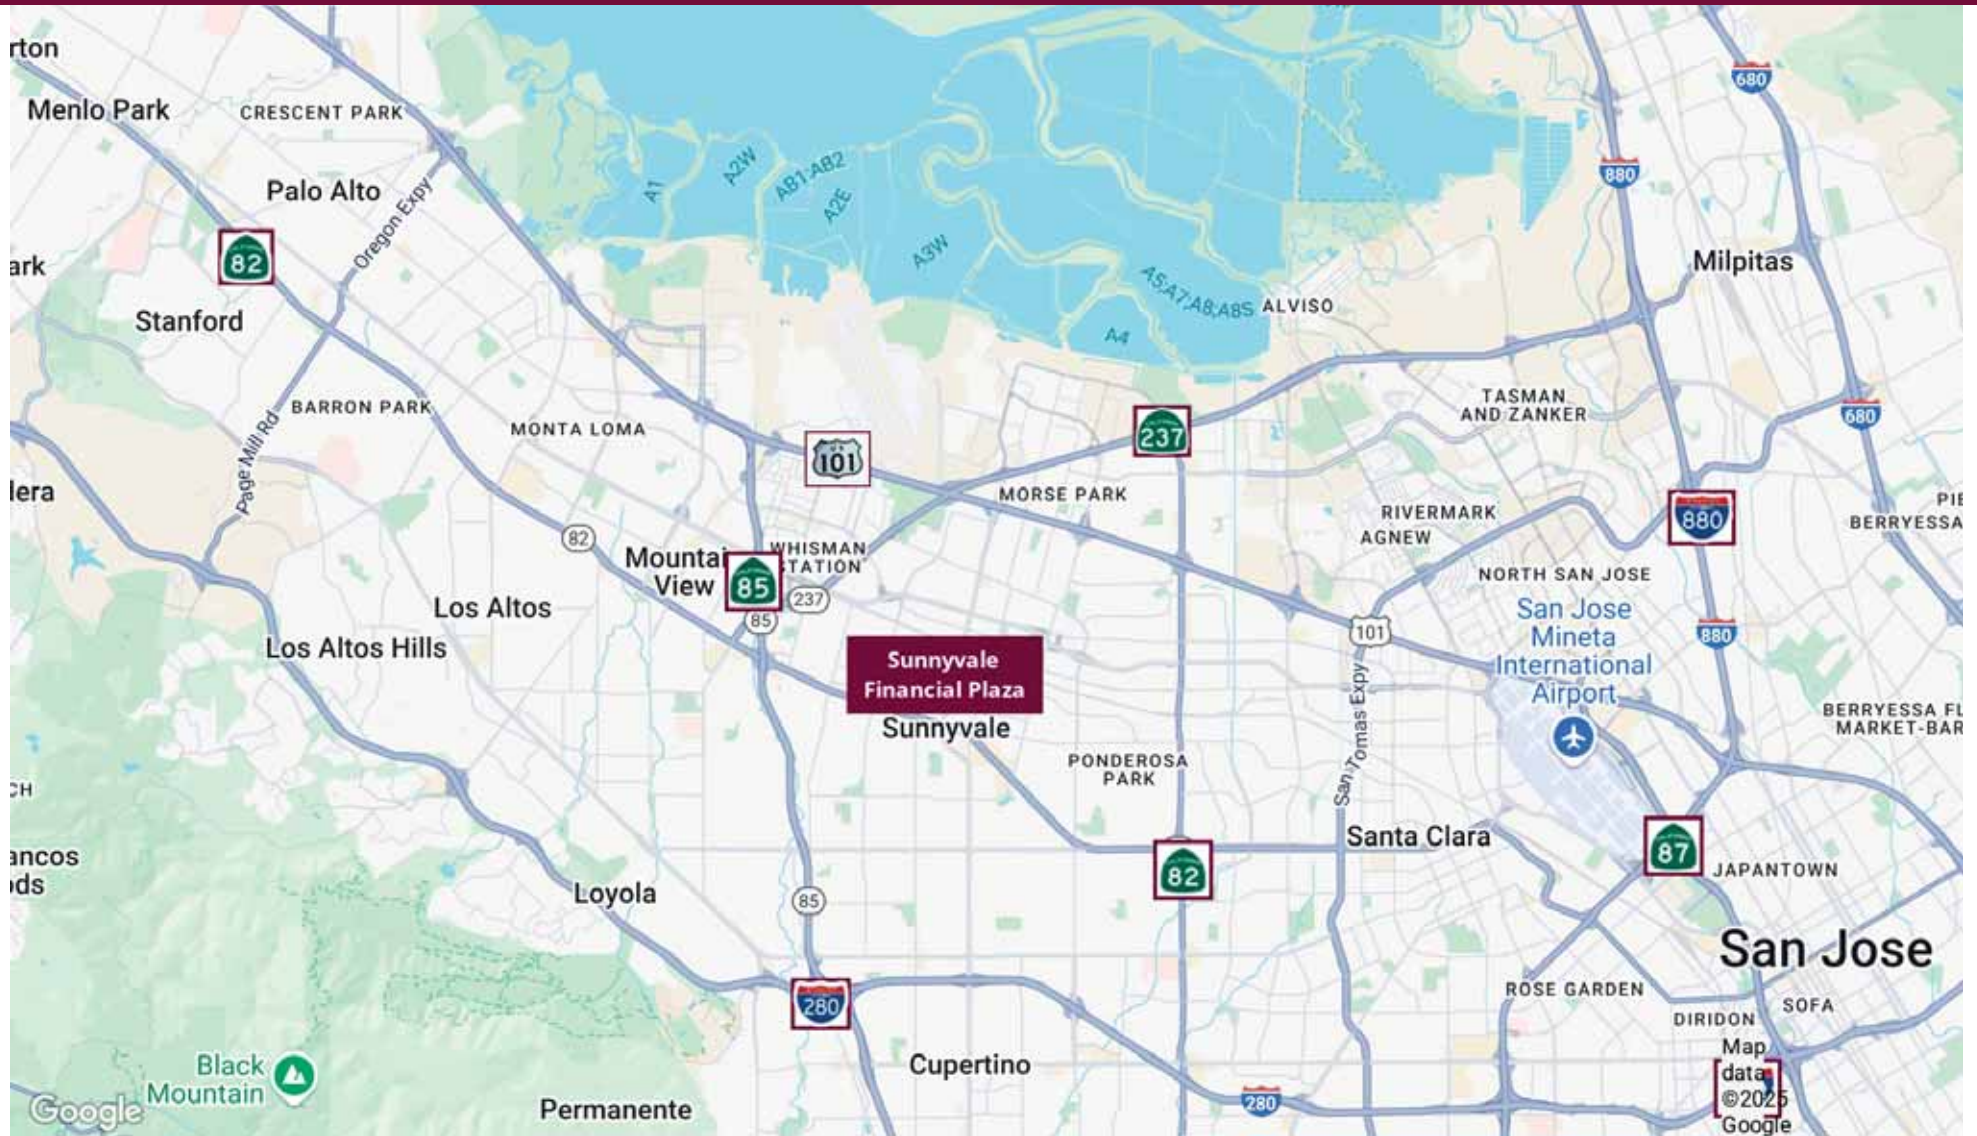 rton
680
Menlo Park
CRESCENT PARK
A2W
AB1;AB2
880
Palo Alto
A1
A2E
Oregon Expy
82
A3W
Milpitas
ark
A5;A7;A8;A8S
ALVISO
Stanford
A4
BARRON PARK
TASMAN
AND ZANKER
680
MONTA LOMA
237
Page Mill Rd
U S
101
lera
MORSE PARK
PIE
RIVERMARK
880
BERRYESSA
AGNEW
82
Mountai
View
WHISMAN
STATION
85
237
NORTH SAN JOSE
85
Los Altos
101
San Jose
Mineta
International
Airport
880
Los Altos Hills
Sunnyvale
Financial Plaza
Sunnyvale
San Tomas Expy
BERRYESSA FL
MARKET-BAR
PONDEROSA
PARK
CH
Santa Clara
87
ancos
ods
82
JAPANTOWN
Loyola
85
San Jose
280
ROSE GARDEN
SOFA
DIRIDON
Black
Mountain
Cupertino
Map
data
©2025
Google
280
Google
Permanente